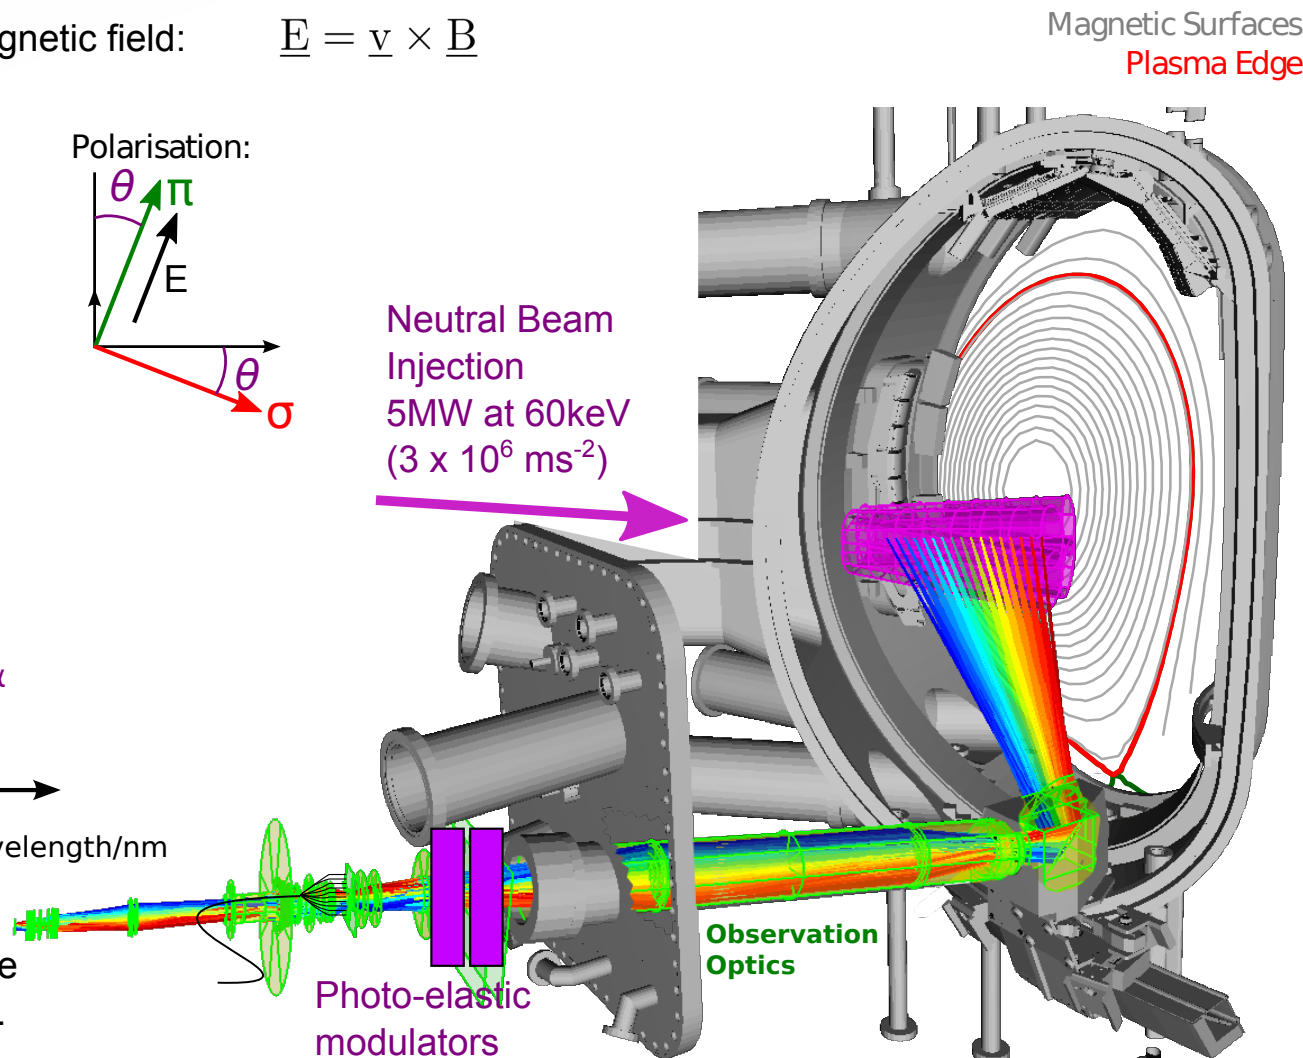 gnetic field: E = v × B
Magnetic Surfaces
Plasma Edge
Polarisation:
θ
π
E
θ
σ
Neutral Beam
Injection
5MW at 60keV
(3 x 10⁶ ms⁻²)
α
velength/nm
e
Observation
Optics
Photo-elastic
modulators